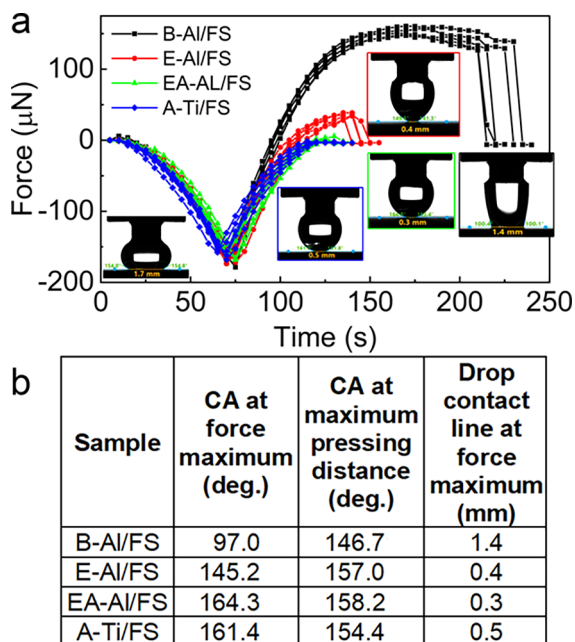 a
B-Al/FS
E-Al/FS
EA-AL/FS
A-Ti/FS
Force (μN)
100
0
-100
-200
0 50 100 150 200 250
Time (s)
1.7 mm
0.5 mm
0.4 mm
0.3 mm
1.4 mm
154.8°
100.1°
b
Sample
CA at
force
maximum
(deg.)
CA at
maximum
pressing
distance
(deg.)
Drop
contact
line at
force
maximum
(mm)
B-Al/FS 97.0 146.7 1.4
E-Al/FS 145.2 157.0 0.4
EA-Al/FS 164.3 158.2 0.3
A-Ti/FS 161.4 154.4 0.5